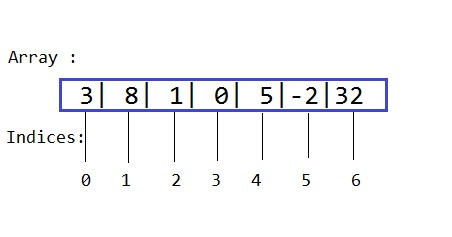 Array :
3| 8| 1| 0| 5|-2|32
Indices:
0 1 2 3 4 5 6